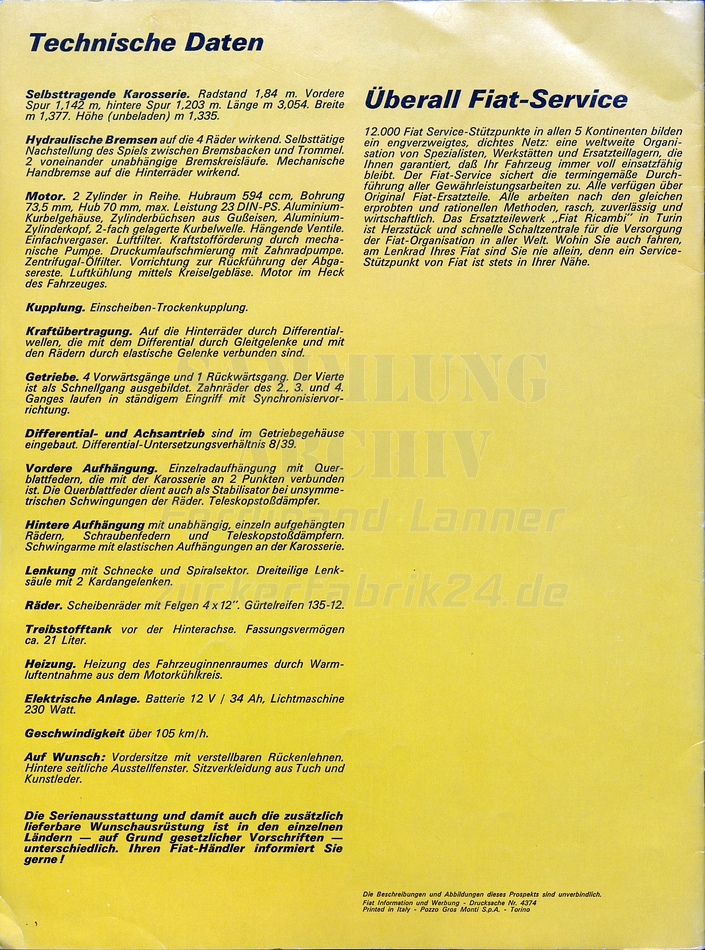 Technische Daten
Selbsttragende Karosserie. Radstand 1,84 m. Vordere
Spur 1,142 m, hintere Spur 1,203 m. Länge m 3,054. Breite
m 1,377. Höhe (unbeladen) m 1,335.
Hydraulische Bremsen auf die 4 Räder wirkend. Selbsttätige
Nachstellung des Spiels zwischen Bremsbacken und Trommel.
2 voneinander unabhängige Bremskreisläufe. Mechanische
Handbremse auf die Hinterräder wirkend.
Motor. 2 Zylinder in Reihe. Hubraum 594 ccm, Bohrung
73,5 mm, Hub 70 mm, max. Leistung 23 DIN-PS. Aluminium-
Kurbelgehäuse, Zylinderbüchsen aus Gußeisen, Aluminium-
Zylinderkopf, 2-fach gelagerte Kurbelwelle. Hängende Ventile.
Einfachvergaser. Luftfilter. Kraftstofförderung durch mecha-
nische Pumpe. Druckumlaufschmierung mit Zahnradpumpe.
Zentrifugal-Ölfilter. Vorrichtung zur Rückführung der Abga-
sereste. Luftkühlung mittels Kreiselgebläse. Motor im Heck
des Fahrzeuges.
Kupplung. Einscheiben-Trockenkupplung.
Kraftübertragung. Auf die Hinterräder durch Differential-
wellen, die mit dem Differential durch Gleitgelenke und mit
den Rädern durch elastische Gelenke verbunden sind.
Getriebe. 4 Vorwärtsgänge und 1 Rückwärtsgang. Der Vierte
ist als Schnellgang ausgebildet. Zahnräder des 2., 3. und 4.
Ganges laufen in ständigem Eingriff mit Synchronisiervor-
richtung.
Differential- und Achsantrieb sind im Getriebegehäuse
eingebaut. Differential-Untersetzungsverhältnis 8/39.
Vordere Aufhängung. Einzelradaufhängung mit Quer-
blattfedern, die mit der Karosserie an 2 Punkten verbunden
ist. Die Querblattfeder dient auch als Stabilisator bei unsymme-
trischen Schwingungen der Räder. Teleskopstoßdämpfer.
Hintere Aufhängung mit unabhängig, einzeln aufgehängten
Rädern, Schraubenfedern und Teleskopstoßdämpfern.
Schwingarme mit elastischen Aufhängungen an der Karosserie.
Lenkung mit Schnecke und Spiralsektor. Dreiteilige Lenk-
säule mit 2 Kardangelenken.
Räder. Scheibenräder mit Felgen 4 x 12". Gürtelreifen 135-12.
Treibstofftank vor der Hinterachse. Fassungsvermögen
ca. 21 Liter.
Heizung. Heizung des Fahrzeuginnenraumes durch Warm-
luftentnahme aus dem Motorkühlkreis.
Elektrische Anlage. Batterie 12 V / 34 Ah, Lichtmaschine
230 Watt.
Geschwindigkeit über 105 km/h.
Auf Wunsch: Vordersitze mit verstellbaren Rückenlehnen.
Hintere seitliche Ausstellfenster. Sitzverkleidung aus Tuch und
Kunstleder.
Die Serienausstattung und damit auch die zusätzlich
lieferbare Wunschausrüstung ist in den einzelnen
Ländern — auf Grund gesetzlicher Vorschriften —
unterschiedlich. Ihren Fiat-Händler informiert Sie
gerne!
Überall Fiat-Service
12.000 Fiat Service-Stützpunkte in allen 5 Kontinenten bilden
ein engverzweigtes, dichtes Netz: eine weltweite Organi-
sation von Spezialisten, Werkstätten und Ersatzteillagern, die
Ihnen garantiert, daß Ihr Fahrzeug immer voll einsatzfähig
bleibt. Der Fiat-Service sichert die termingemäße Durch-
führung aller Gewährleistungsarbeiten zu. Alle verfügen über
Original Fiat-Ersatzteile. Alle arbeiten nach den gleichen
erprobten und rationellen Methoden, rasch, zuverlässig und
wirtschaftlich. Das Ersatzteilewerk „Fiat Ricambi" in Turin
ist Herzstück und schnelle Schaltzentrale für die Versorgung
der Fiat-Organisation in aller Welt. Wohin Sie auch fahren,
am Lenkrad Ihres Fiat sind Sie nie allein, denn ein Service-
Stützpunkt von Fiat ist stets in Ihrer Nähe.
SAMMLUNG
ARCHIV
Ferdinand Lanner
zuckerfabrik24.de
Die Beschreibungen und Abbildungen dieses Prospekts sind unverbindlich.
Fiat Information und Werbung - Drucksache Nr. 4374
Printed in Italy - Pozzo Gros Monti S.p.A. - Torino